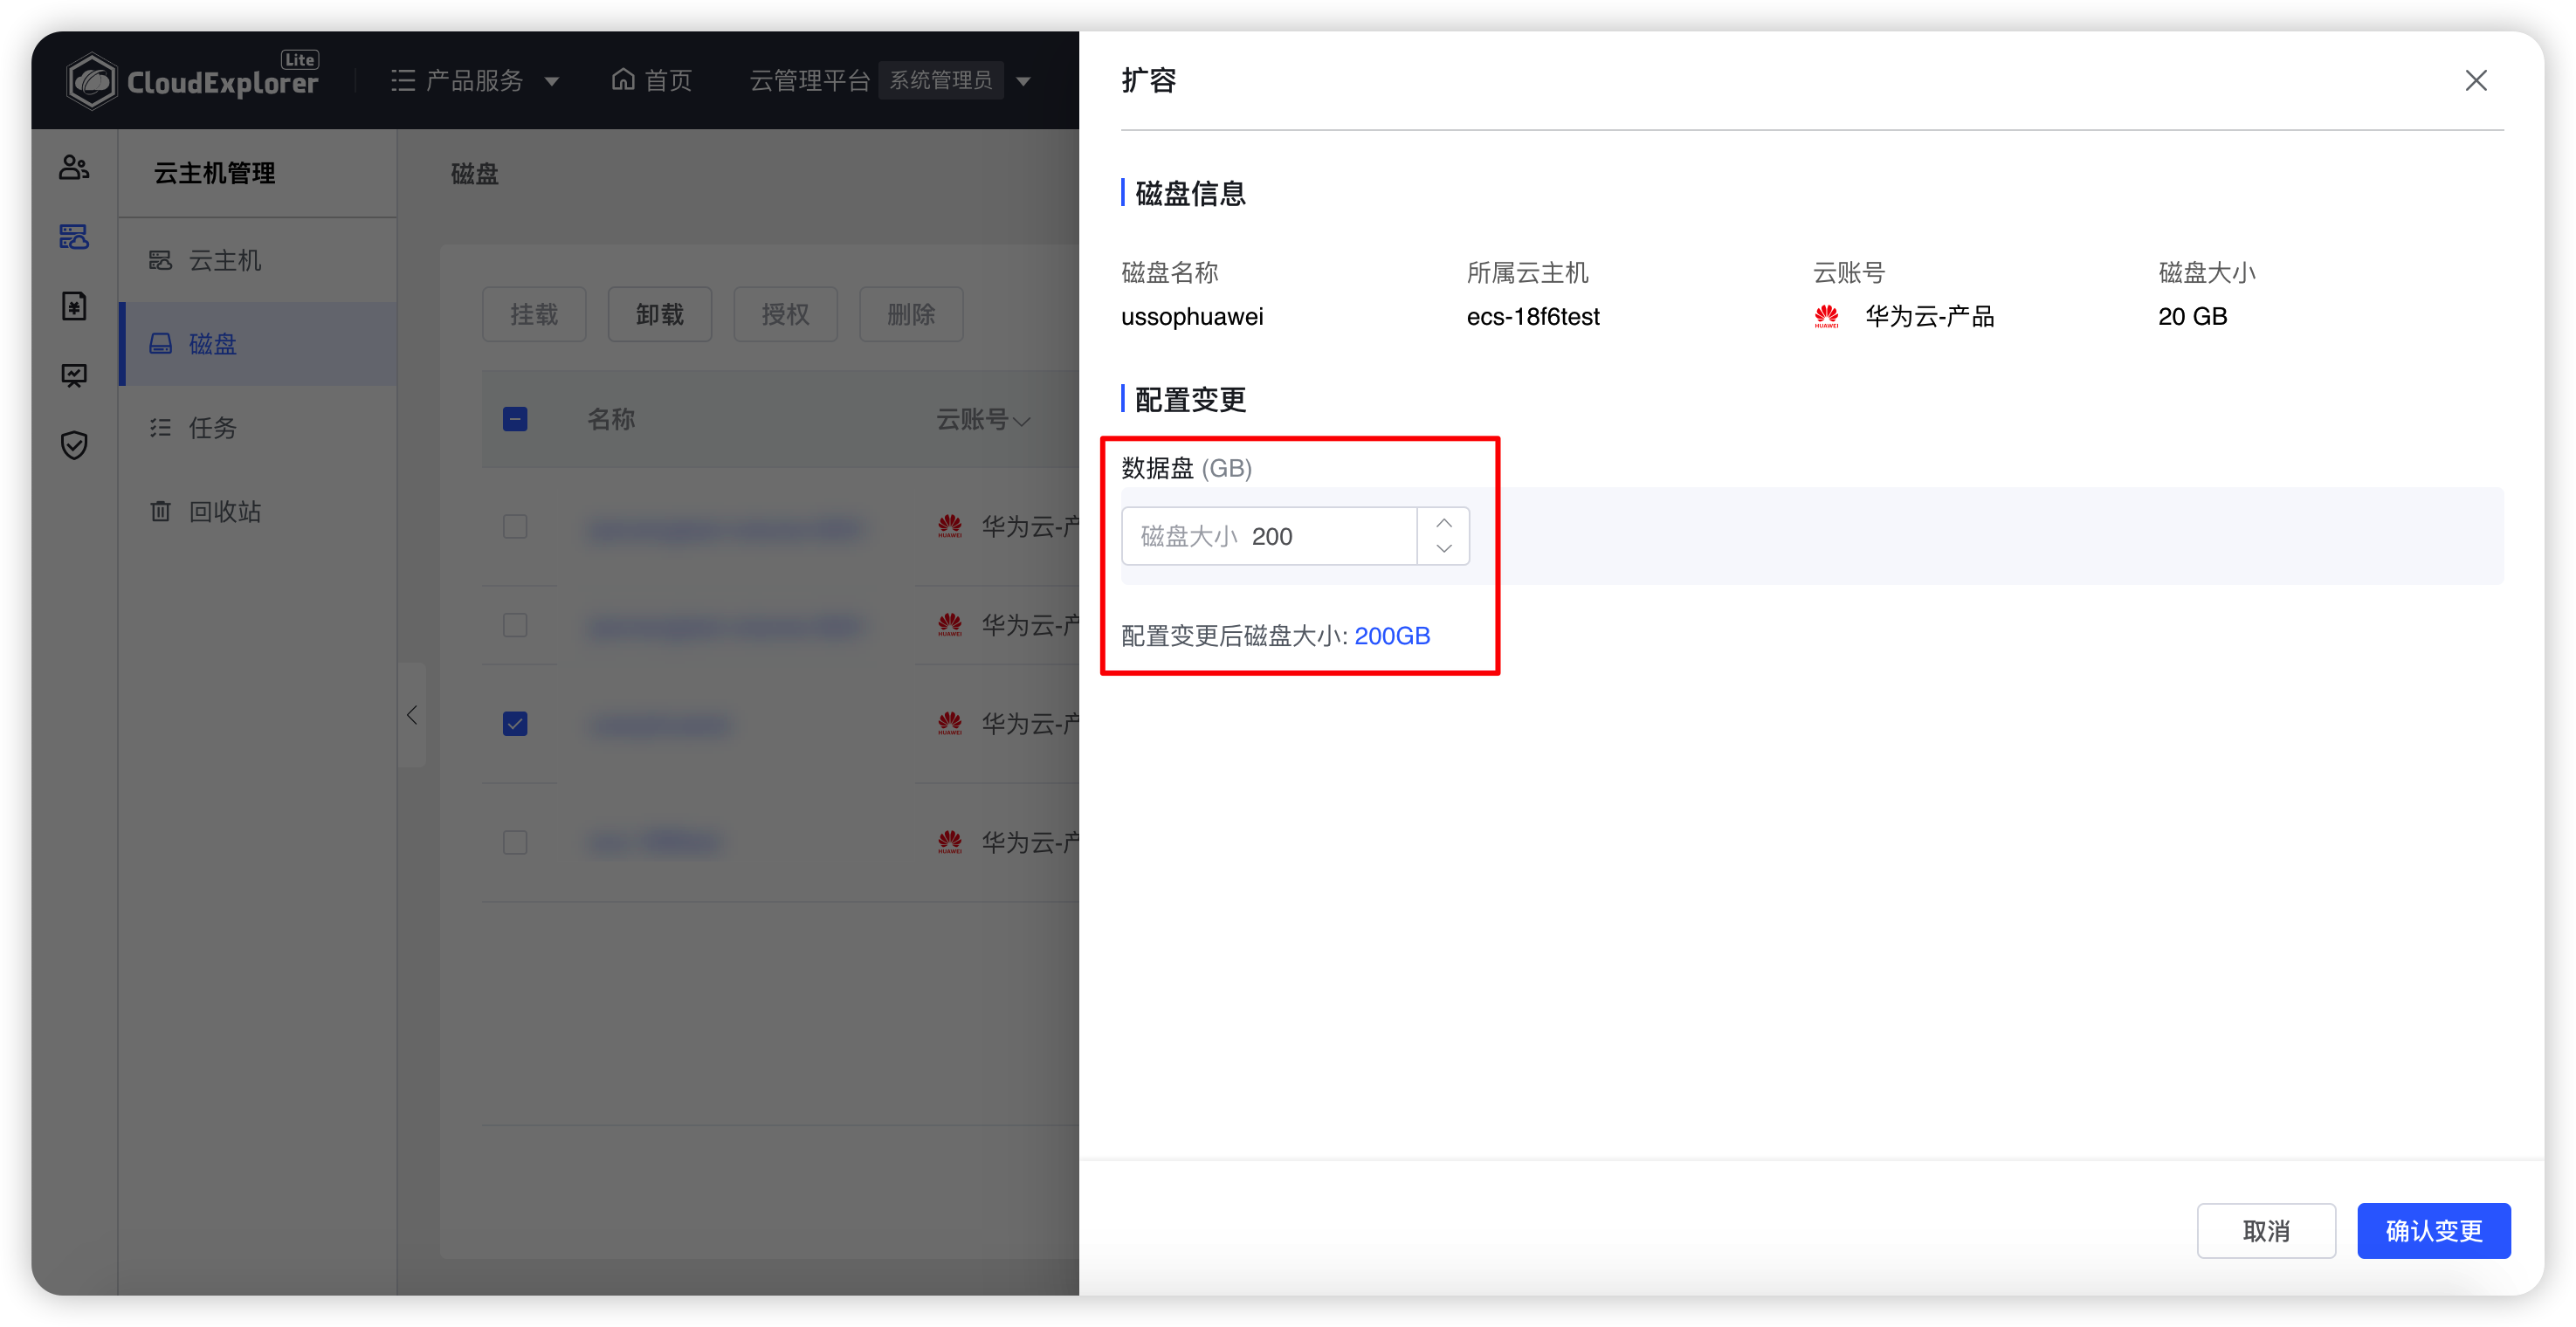 CloudExplorer Lite
产品服务
首页
云管理平台 系统管理员
云主机管理
云主机
磁盘
任务
回收站
磁盘
挂载 卸载 授权 删除
名称 云账号
HUAWEI 华为云-产
HUAWEI 华为云-产
HUAWEI 华为云-产
HUAWEI 华为云-产
扩容
磁盘信息
磁盘名称 所属云主机 云账号 磁盘大小
ussophuawei ecs-18f6test HUAWEI 华为云-产品 20 GB
配置变更
数据盘 (GB)
磁盘大小 200
配置变更后磁盘大小: 200GB
取消 确认变更